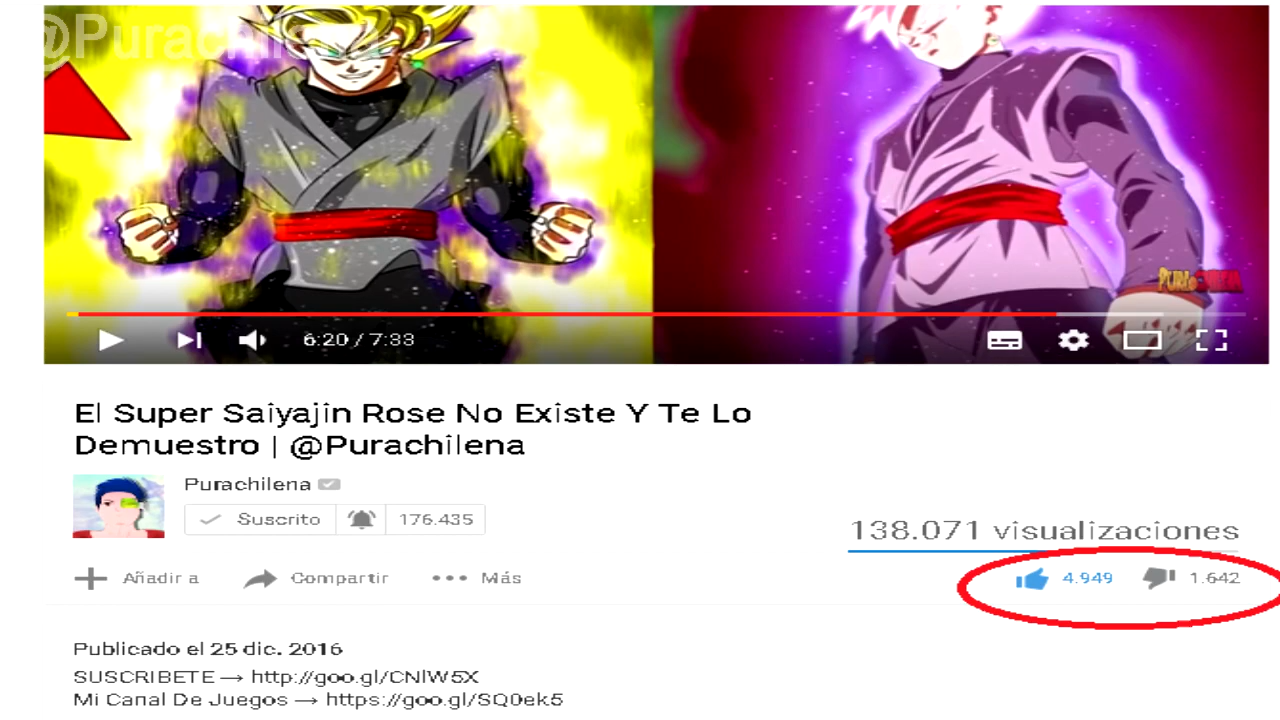 @Purachilena
PURACHILENA
6:20 / 7:33
El Super Saiyajin Rose No Existe Y Te Lo
Demuestro | @Purachilena
Purachilena
Suscrito 176.435
138.071 visualizaciones
Añadir a Compartir Más 4.949 1.642
Publicado el 25 dic. 2016
SUSCRIBETE → http://goo.gl/CNlW5X
Mi Canal De Juegos → https://goo.gl/SQ0ek5